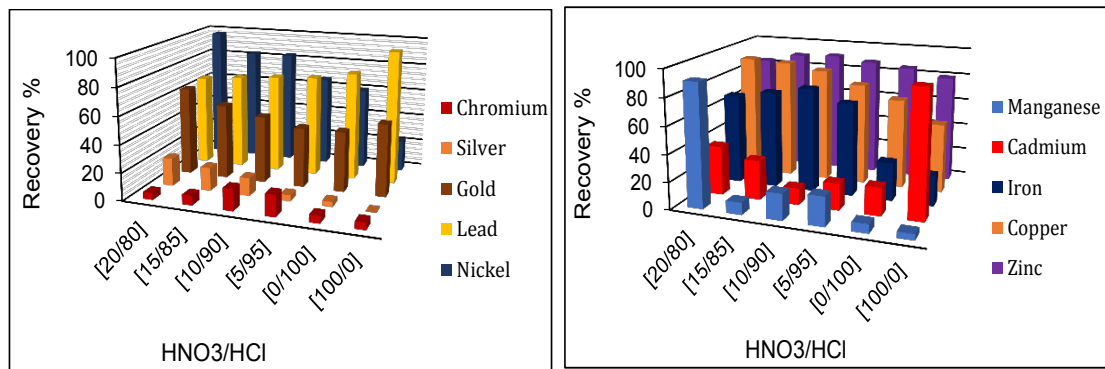 100
80
60
40
20
0
Recovery %
[20/80]
[15/85]
[10/90]
[5/95]
[0/100]
[100/0]
HNO3/HCl
Chromium
Silver
Gold
Lead
Nickel
100
80
60
40
20
0
Recovery %
[20/80]
[15/85]
[10/90]
[5/95]
[0/100]
[100/0]
HNO3/HCl
Manganese
Cadmium
Iron
Copper
Zinc